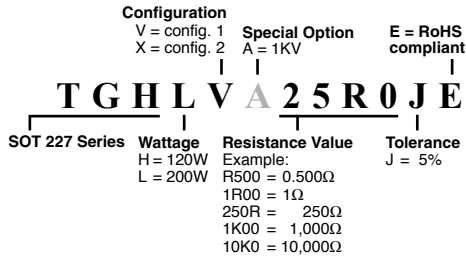 Configuration
V = config. 1
X = config. 2
Special Option
A = 1KV
E = RoHS
compliant
T G H L V A 2 5 R 0 J E
SOT 227 Series
Wattage
H = 120W
L = 200W
Resistance Value
Example:
R500 = 0.500Ω
1R00 = 1Ω
250R = 250Ω
1K00 = 1,000Ω
10K0 = 10,000Ω
Tolerance
J = 5%